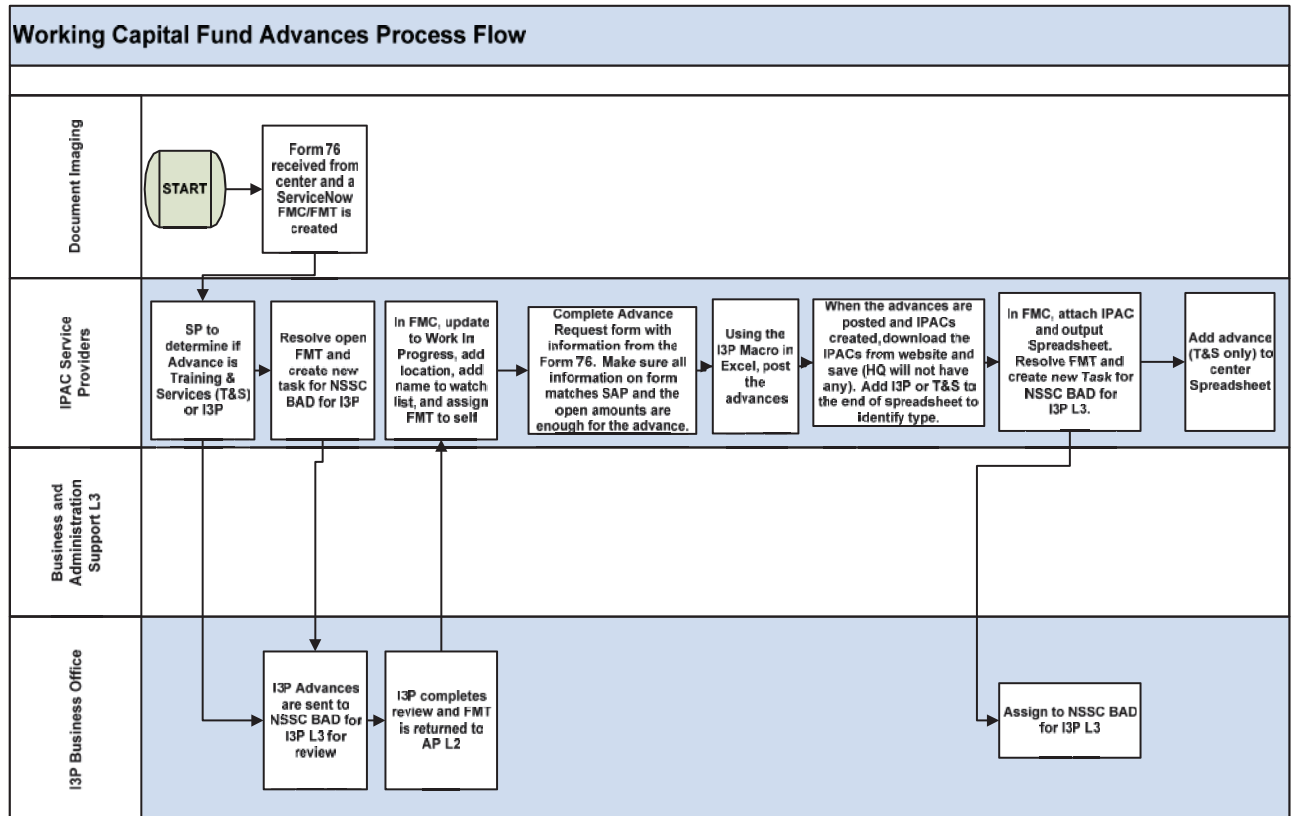 Working Capital Fund Advances Process Flow
Document Imaging
START
Form 76
received from
center and a
ServiceNow
FMC/FMT is
created
IPAC Service
Providers
SP to
determine if
Advance is
Training &
Services (T&S)
or I3P
Resolve open
FMT and
create new
task for NSSC
BAD for I3P
In FMC, update
to Work In
Progress, add
location, add
name to watch
list, and assign
FMT to self
Complete Advance
Request form with
information from the
Form 76. Make sure all
information on form
matches SAP and the
open amounts are
enough for the advance.
Using the
I3P Macro in
Excel, post
the
advances
When the advances are
posted and IPACs
created,download the
IPACs from website and
save (HQ will not have
any). Add I3P or T&S to
the end of spreadsheet to
identify type.
In FMC, attach IPAC
and output
Spreadsheet.
Resolve FMT and
create new Task for
NSSC BAD for
I3P L3.
Add advance
(T&S only) to
center
Spreadsheet
Business and
Administration
Support L3
I3P Business Office
I3P Advances
are sent to
NSSC BAD for
I3P L3 for
review
I3P completes
review and FMT
is returned to
AP L2
Assign to NSSC BAD
for I3P L3